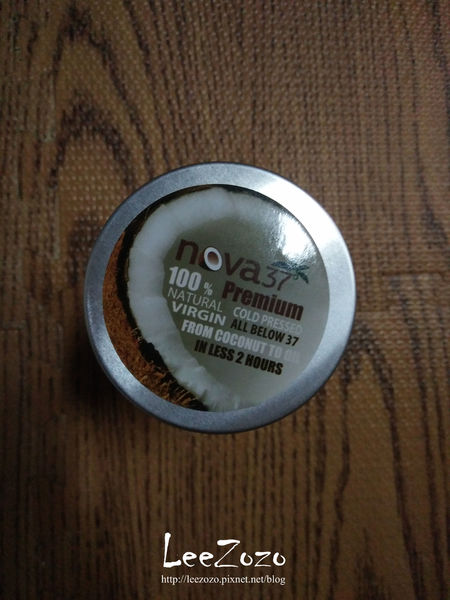 nova37°
Premium
100% NATURAL VIRGIN
COLD PRESSED
ALL BELOW 37
FROM COCONUT TO OIL
IN LESS 2 HOURS
LeeZozo
http://leezozo.pixnet.net/blog